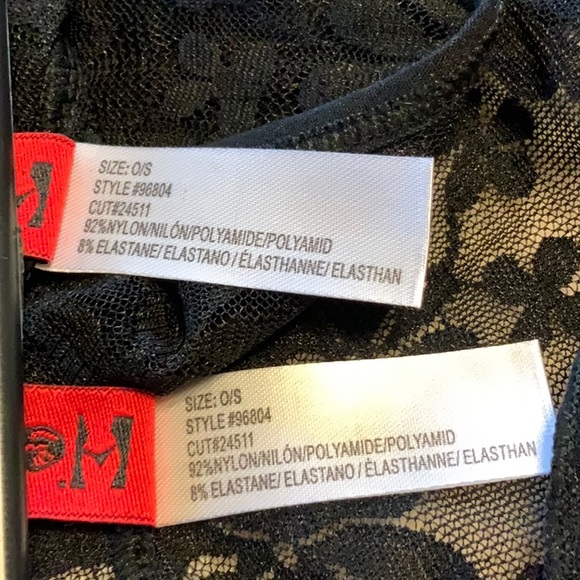 SIZE: O/S
STYLE #96804
CUT#24511
92%NYLON/NILÓN/POLYAMIDE/POLYAMID
8% ELASTANE/ ELASTANO / ÉLASTHANNE/ ELASTHAN
SIZE: O/S
STYLE #96804
CUT#24511
92%NYLON/NILÓN/POLYAMIDE/POLYAMID
8% ELASTANE/ ELASTANO / ÉLASTHANNE/ ELASTHAN